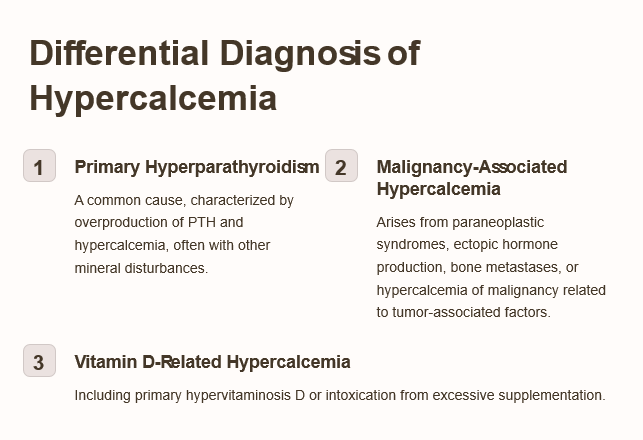 Differential Diagnosis of
Hypercalcemia
1
Primary Hyperparathyroidism
A common cause, characterized by
overproduction of PTH and
hypercalcemia, often with other
mineral disturbances.
2
Malignancy-Associated
Hypercalcemia
Arises from paraneoplastic
syndromes, ectopic hormone
production, bone metastases, or
hypercalcemia of malignancy related
to tumor-associated factors.
3
Vitamin D-Related Hypercalcemia
Including primary hypervitaminosis D or intoxication from excessive supplementation.